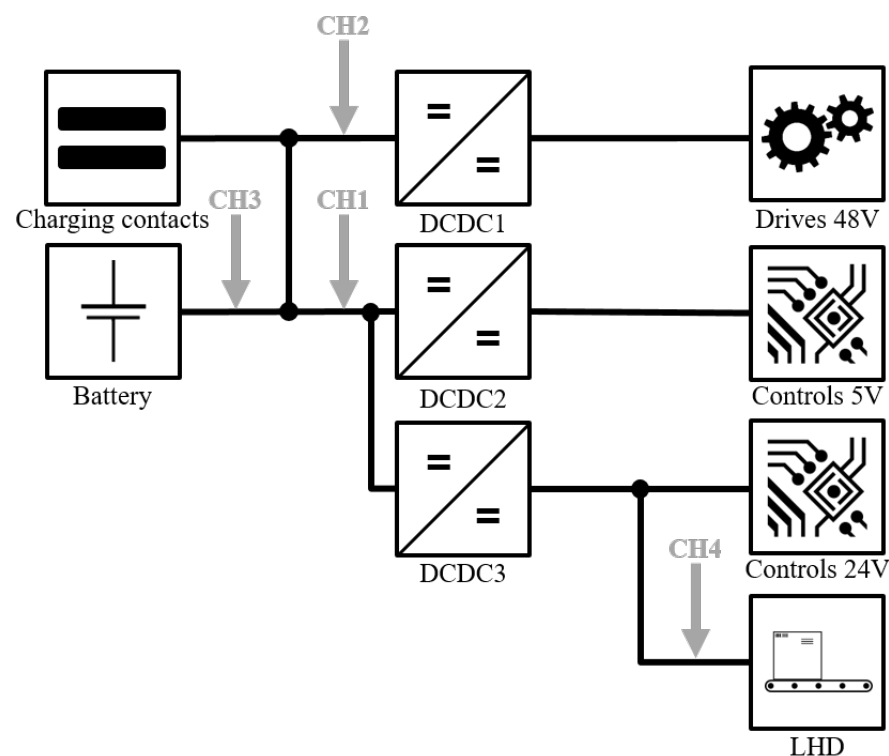 CH2
Charging contacts
CH3
CH1
DCDC1
Drives 48V
Battery
DCDC2
Controls 5V
CH4
DCDC3
Controls 24V
LHD